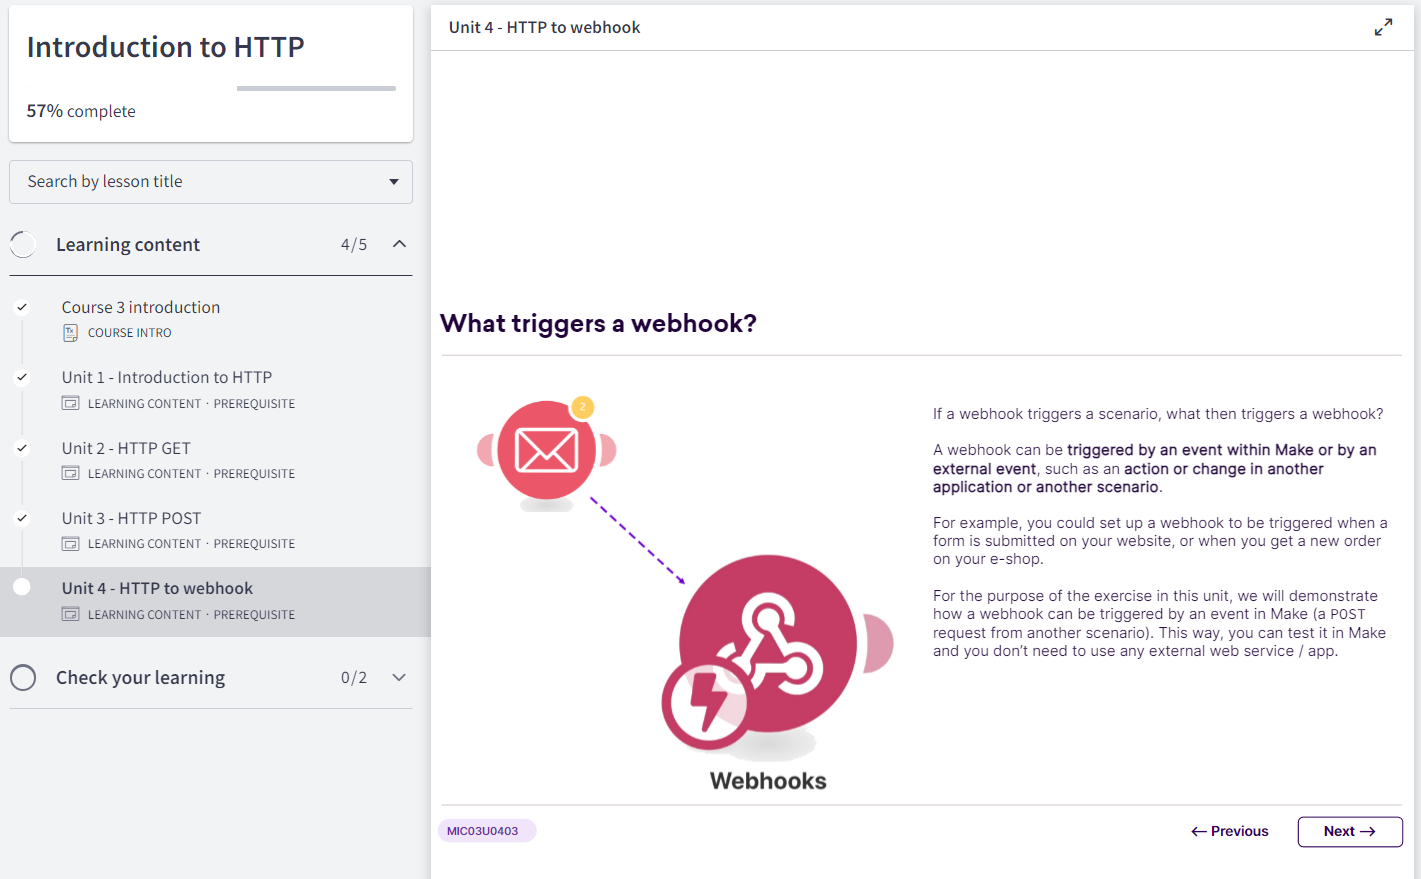 Introduction to HTTP
57% complete
Search by lesson title
Learning content 4/5
Course 3 introduction
Tx
COURSE INTRO
Unit 1 - Introduction to HTTP
LEARNING CONTENT · PREREQUISITE
Unit 2 - HTTP GET
LEARNING CONTENT · PREREQUISITE
Unit 3 - HTTP POST
LEARNING CONTENT · PREREQUISITE
Unit 4 - HTTP to webhook
LEARNING CONTENT · PREREQUISITE
Check your learning 0/2
Unit 4 - HTTP to webhook
What triggers a webhook?
2
Webhooks
If a webhook triggers a scenario, what then triggers a webhook?
A webhook can be triggered by an event within Make or by an
external event, such as an action or change in another
application or another scenario.
For example, you could set up a webhook to be triggered when a
form is submitted on your website, or when you get a new order
on your e-shop.
For the purpose of the exercise in this unit, we will demonstrate
how a webhook can be triggered by an event in Make (a POST
request from another scenario). This way, you can test it in Make
and you don’t need to use any external web service / app.
MIC03U0403
← Previous
Next →